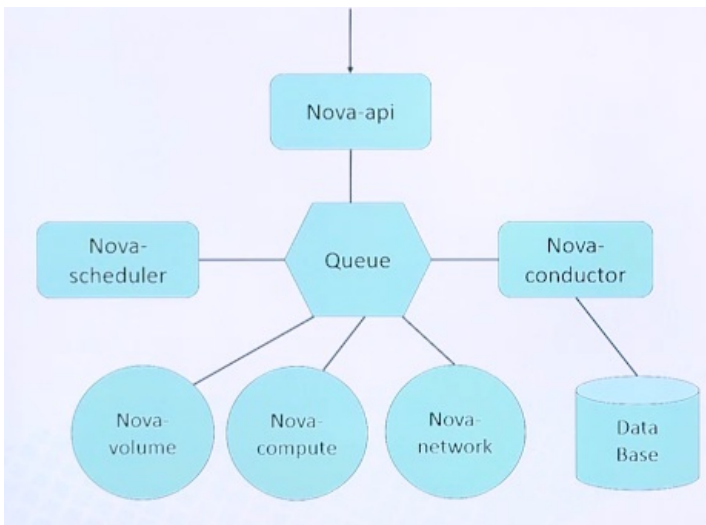 Nova-api
Nova-
scheduler
Queue
Nova-
conductor
Nova-
volume
Nova-
compute
Nova-
network
Data
Base